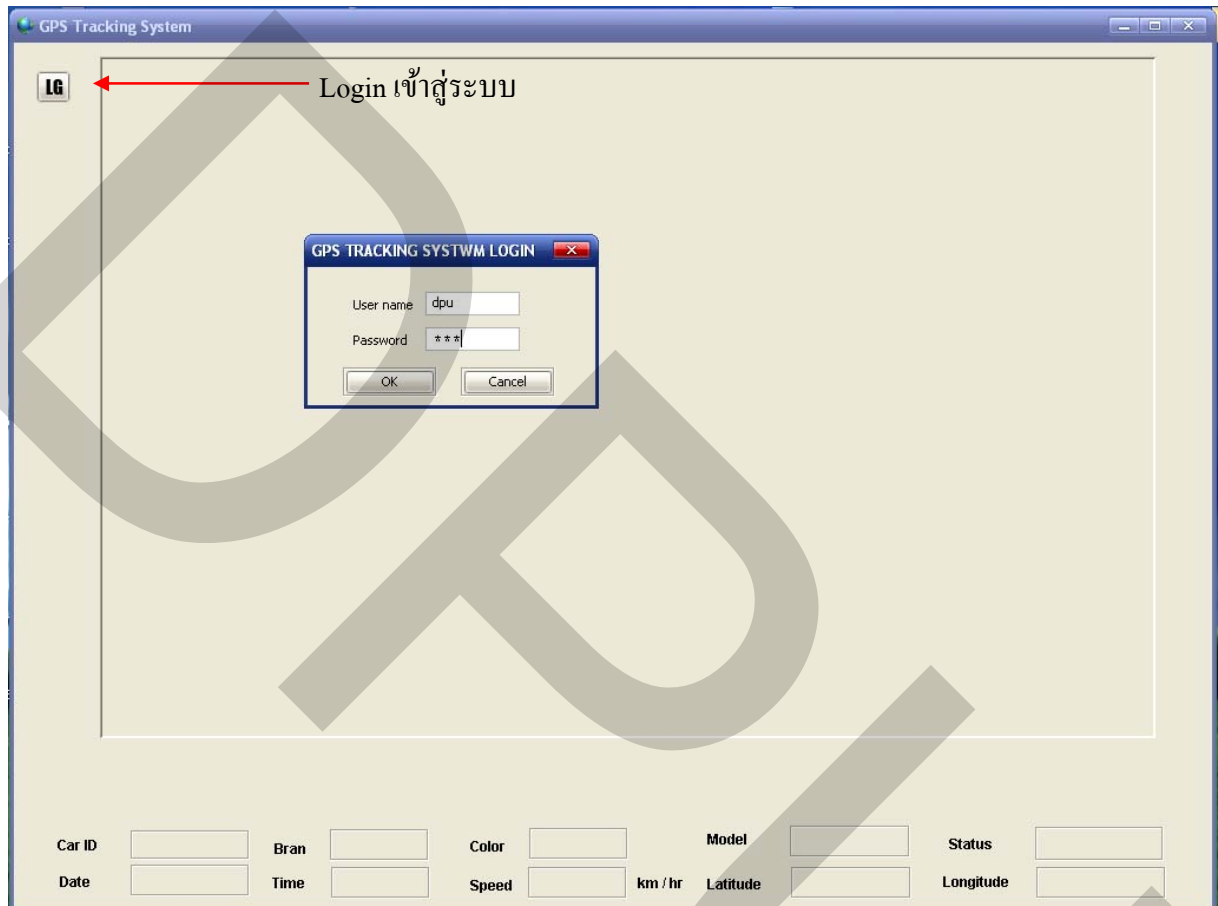 GPS Tracking System
LG
Login เข้าสู่ระบบ
GPS TRACKING SYSTWM LOGIN
User name dpu
Password ***
OK Cancel
Car ID Bran Color Model Status
Date Time Speed km / hr Latitude Longitude
DPU